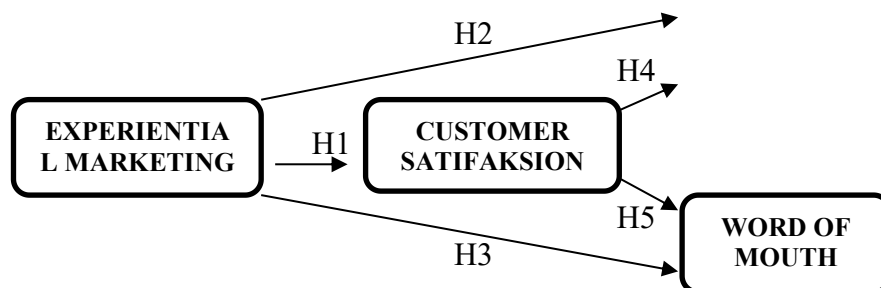 H2
H4
EXPERIENTIA
L MARKETING
H1
CUSTOMER
SATIFAKSION
H5
WORD OF
MOUTH
H3